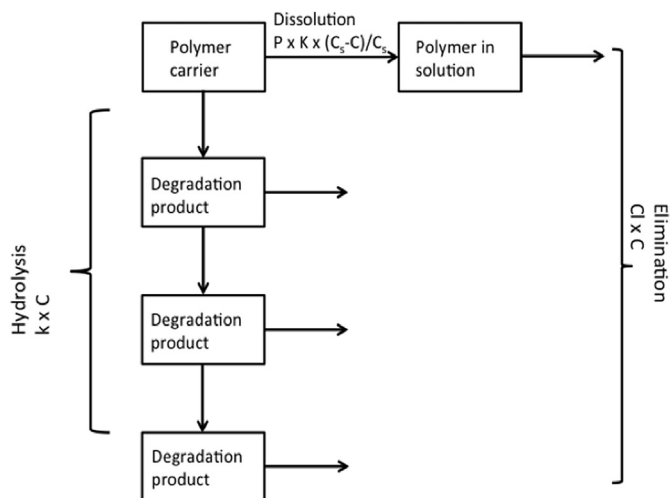 Dissolution
P x K x (Cs-C)/Cs
Polymer
carrier
Polymer in
solution
Degradation
product
Degradation
product
Degradation
product
Hydrolysis
k x C
Elimination
Cl x C